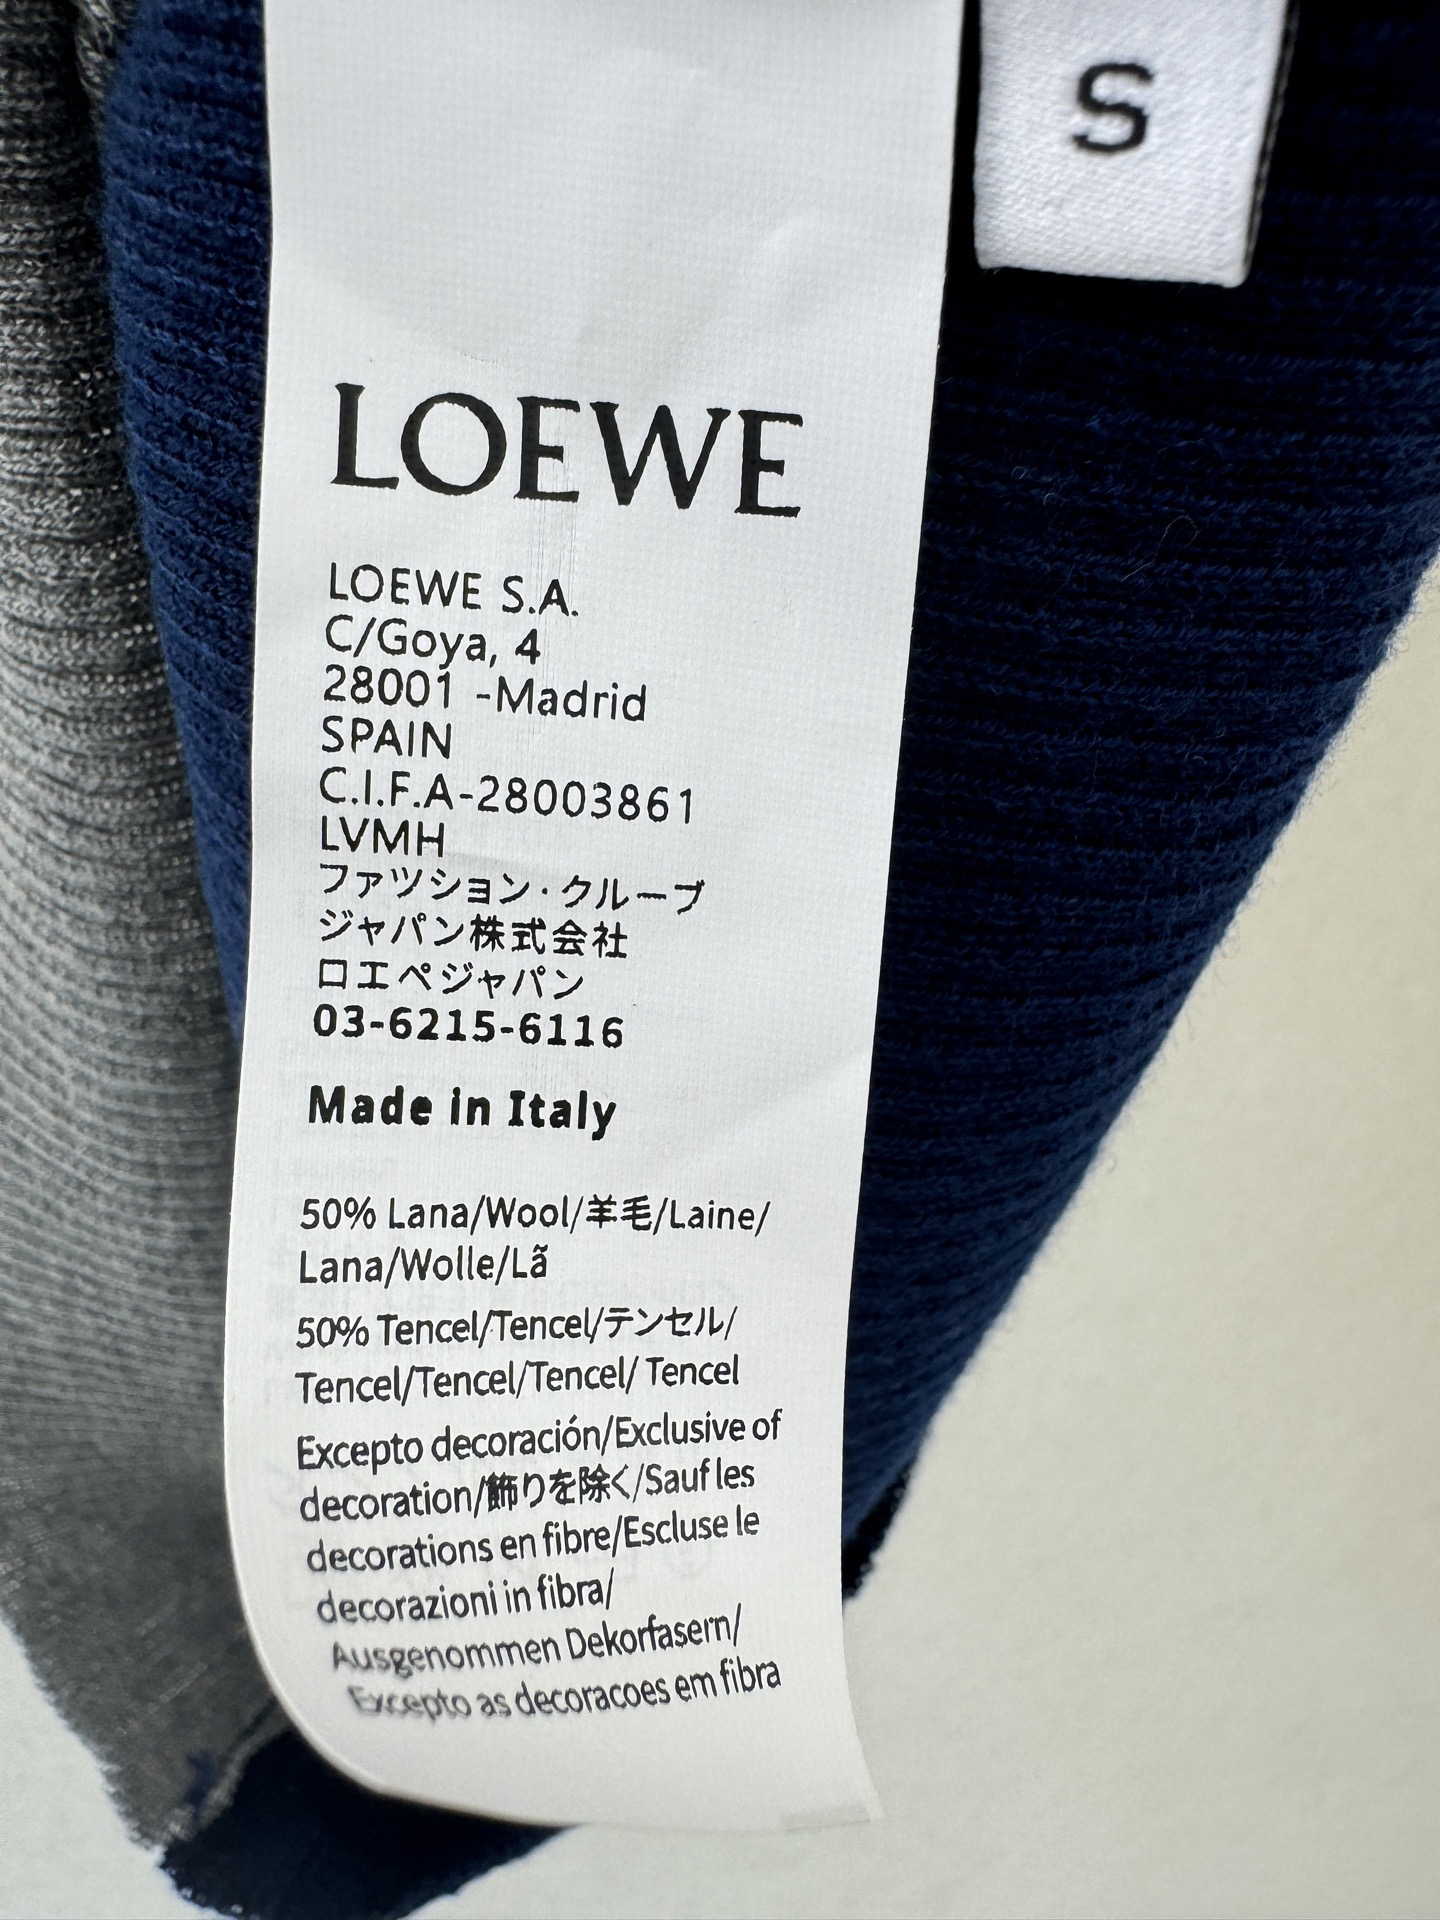 S
LOEWE
LOEWE S.A.
C/Goya, 4
28001 -Madrid
SPAIN
C.I.F.A-28003861
LVMH
ファツション・クループ
ジャパン株式会社
ロエペジャパン
03-6215-6116
Made in Italy
50% Lana/Wool/羊毛/Laine/
Lana/Wolle/Lã
50% Tencel/Tencel/テンセル/
Tencel/Tencel/Tencel/ Tencel
Excepto decoración/Exclusive of
decoration/飾りを除く/Sauf les
decorations en fibre/Escluse le
decorazioni in fibra/
Ausgenommen Dekorfasern/
Excepto as decoracoes em fibra